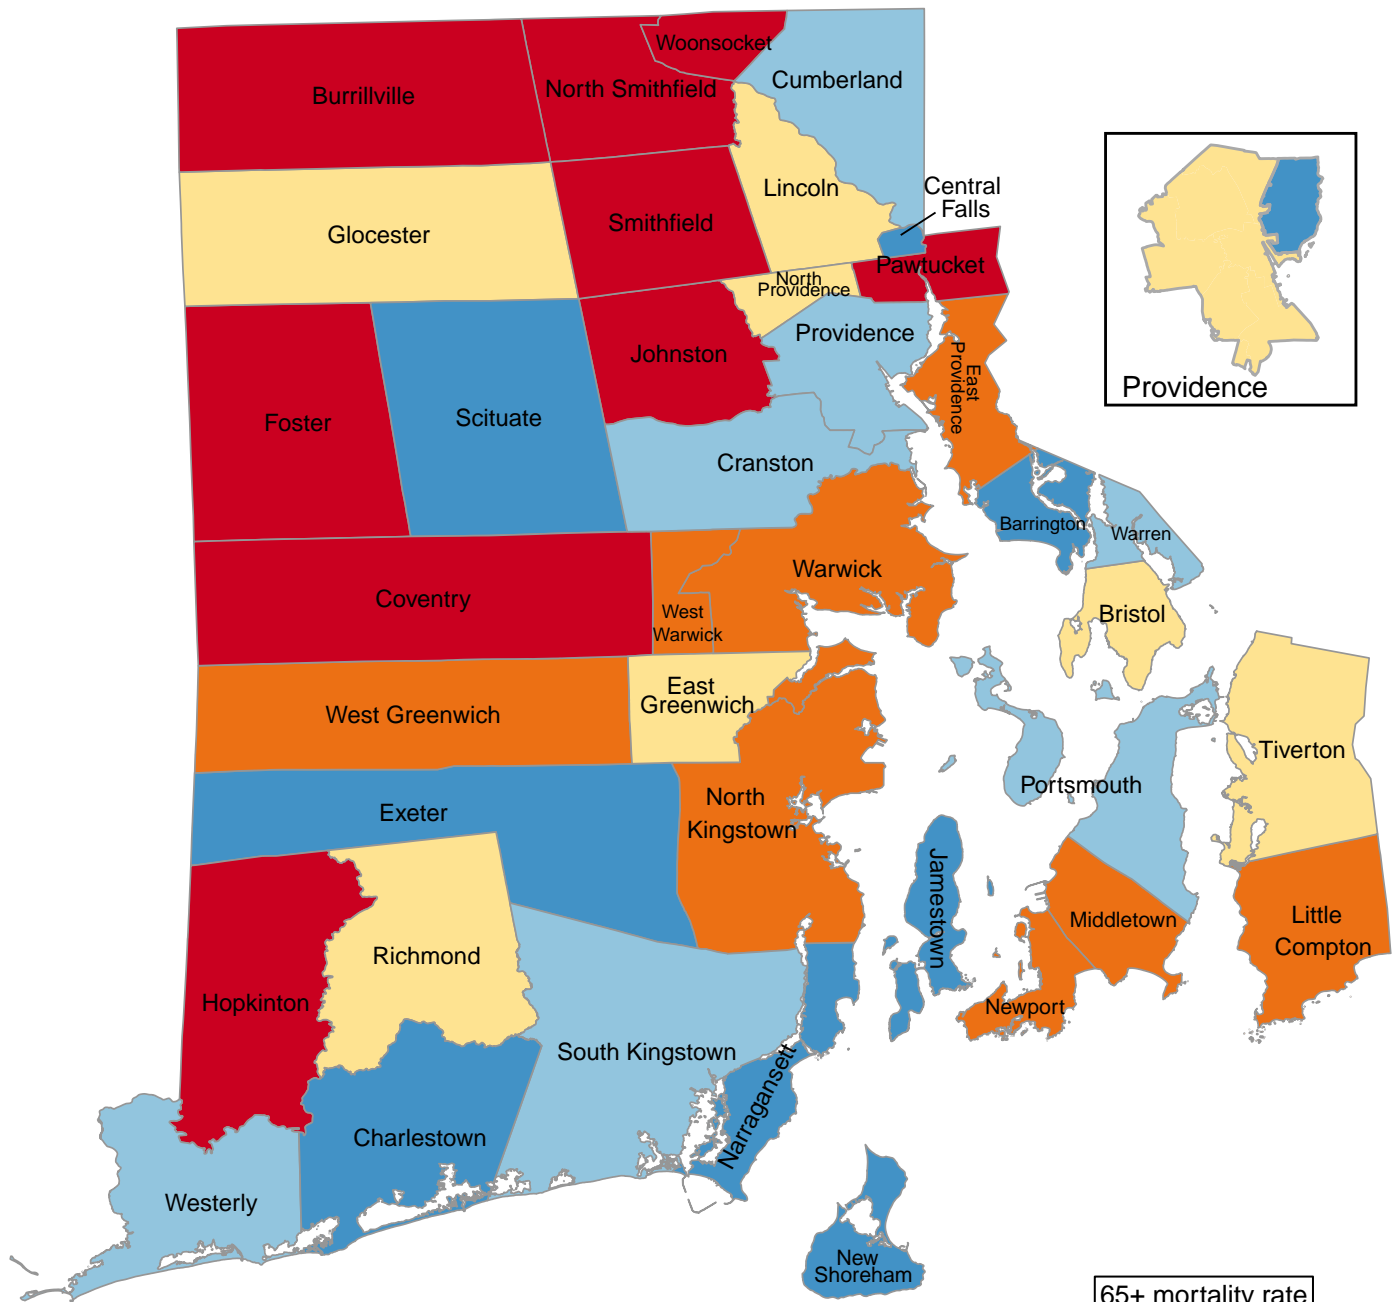 Woonsocket
Burrillville
North Smithfield
Cumberland
Lincoln
Central
Falls
Glocester
Smithfield
Pawtucket
North
Providence
Providence
Johnston
East
Providence
Foster
Scituate
Cranston
Providence
Barrington
Warren
Warwick
Coventry
West
Warwick
Bristol
East
Greenwich
West Greenwich
Tiverton
Portsmouth
North
Kingstown
Exeter
Jamestown
Middletown
Little
Compton
Richmond
Hopkinton
Newport
South Kingstown
Narragansett
Charlestown
Westerly
New
Shoreham
65+ mortality rate